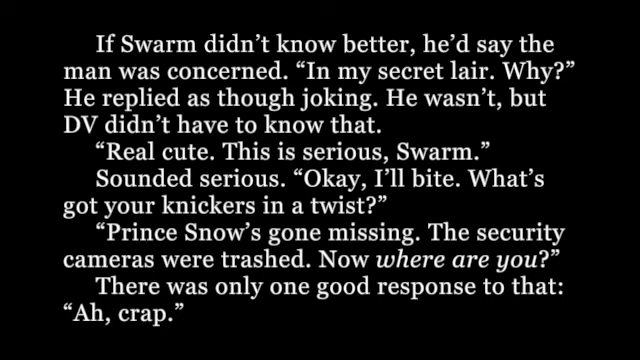 If Swarm didn’t know better, he’d say the
man was concerned. “In my secret lair. Why?”
He replied as though joking. He wasn’t, but
DV didn’t have to know that.
“Real cute. This is serious, Swarm.”
Sounded serious. “Okay, I’ll bite. What’s
got your knickers in a twist?”
“Prince Snow’s gone missing. The security
cameras were trashed. Now where are you?”
There was only one good response to that:
“Ah, crap.”